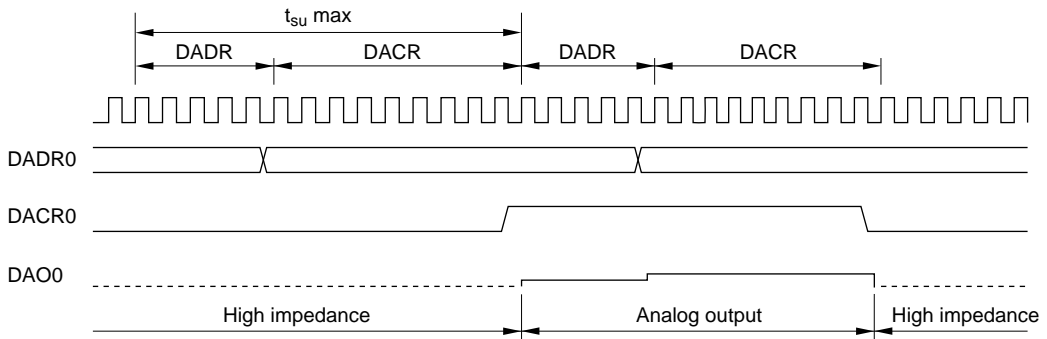 tsu max
DADR DACR DADR DACR
DADR0
DACR0
DAO0
High impedance Analog output High impedance